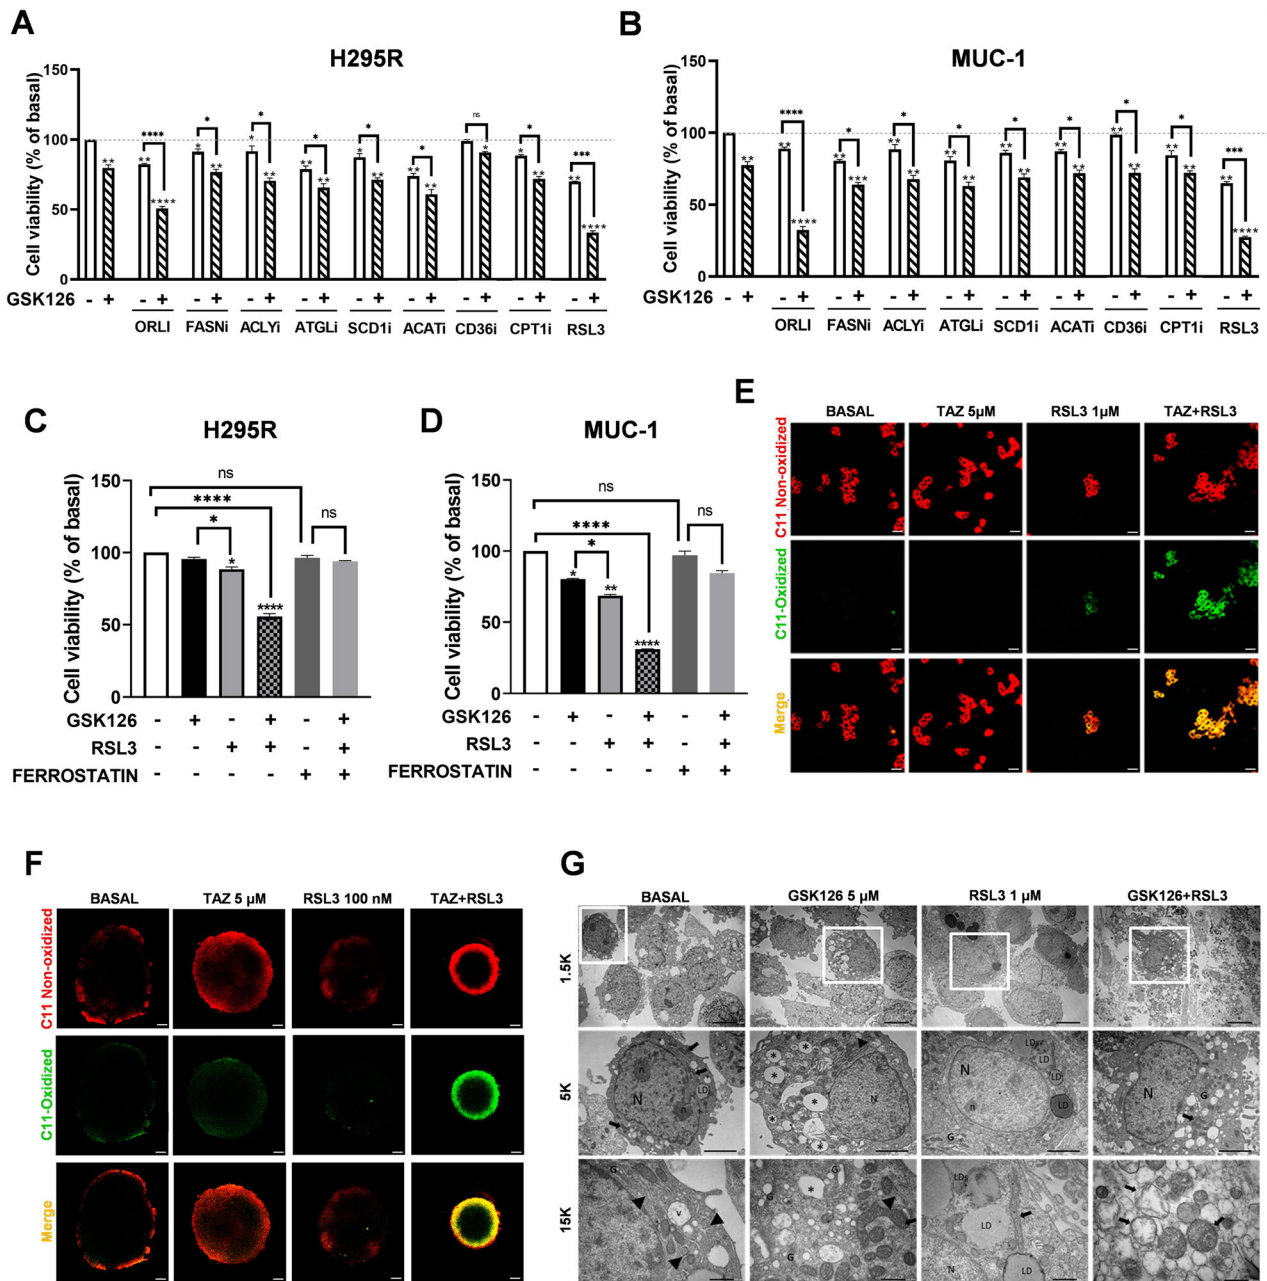 A
H295R
Cell viability (% of basal)
150
100
50
0
** ** **** **** * * ** * * ** * ** ** * * ** * ** ** ns * * * ** *** ** ****
GSK126 - + - + - + - + - + - + - + - + - + - +
ORLI FASNi ACLYi ATGLi SCD1i ACATi CD36i CPT1i RSL3
B
MUC-1
Cell viability (% of basal)
150
100
50
0
** **** ** **** * ** *** * ** ** * ** ** * ** ** * ** ** * ** ** * ** ** *** ** ****
GSK126 - + - + - + - + - + - + - + - + - + - +
ORLI FASNi ACLYi ATGLi SCD1i ACATi CD36i CPT1i RSL3
C
H295R
Cell viability (% of basal)
150
100
50
0
ns
****
* ns
*
****
GSK126 - + - + - +
RSL3 - - + + - +
FERROSTATIN - - - - + +
D
MUC-1
Cell viability (% of basal)
150
100
50
0
ns
**** ns
*
* **
****
GSK126 - + - + - +
RSL3 - - + + - +
FERROSTATIN - - - - + +
E
BASAL TAZ 5µM RSL3 1µM TAZ+RSL3
C11 Non-oxidized
C11-Oxidized
Merge
F
BASAL TAZ 5 µM RSL3 100 nM TAZ+RSL3
C11 Non-oxidized
C11-Oxidized
Merge
G
BASAL GSK126 5 µM RSL3 1 µM GSK126+RSL3
1.5K
5K
n N n LD
* * * * * * N
N n G LDs LD LD
N G
15K
G v
G * G G
LDs LD LD N